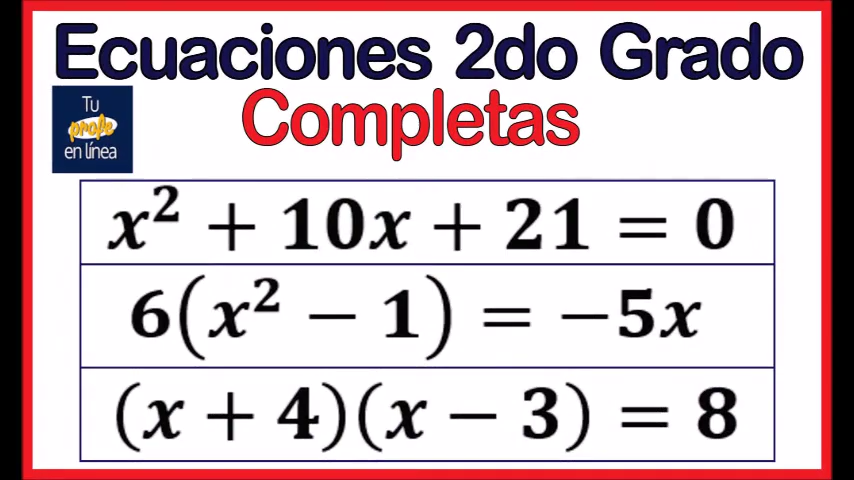 Ecuaciones 2do Grado
Completas
Tu
profe
en línea
x² + 10x + 21 = 0
6(x² − 1) = −5x
(x + 4)(x − 3) = 8